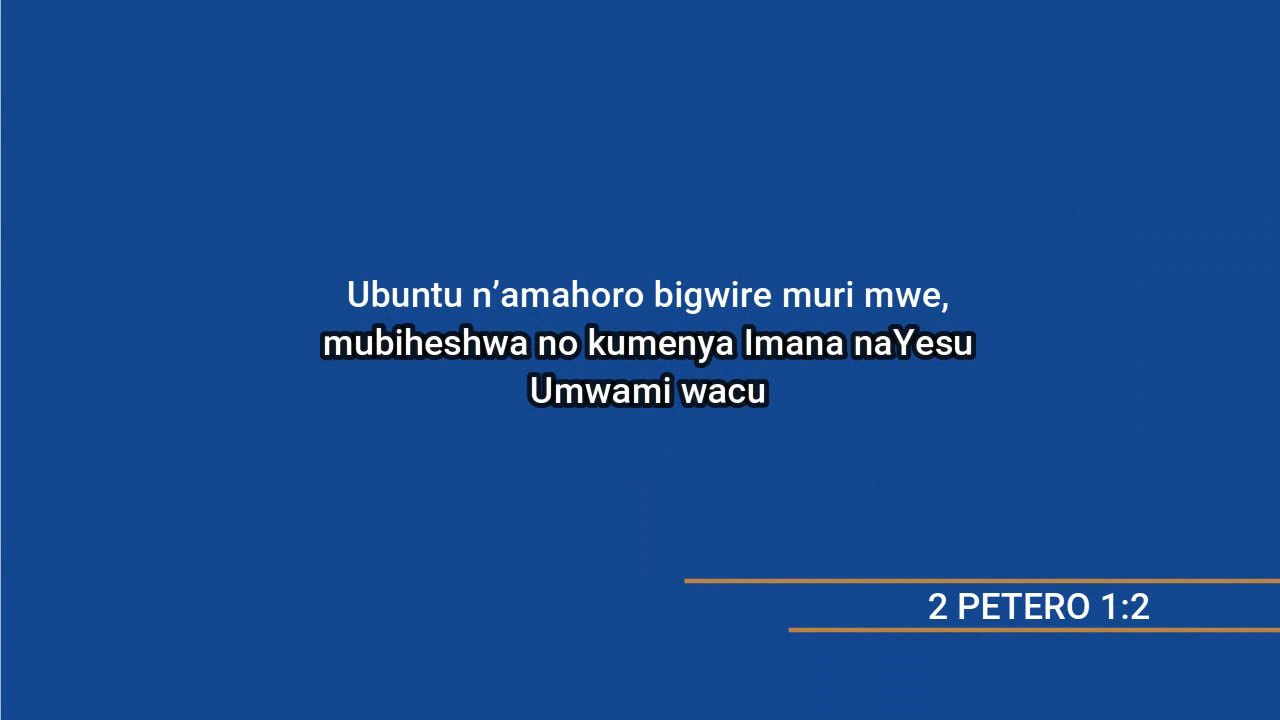 Ubuntu n’amahoro bigwire muri mwe,
mubiheshwa no kumenya Imana naYesu
Umwami wacu
2 PETERO 1:2